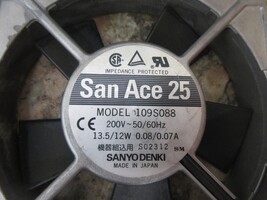 IMPEDANCE PROTECTED
San Ace 25
MODEL 109S088
CE 200V~50/60Hz
13.5/12W 0.08/0.07A
機器組込用 S02312
SANYO DENKI
MADE IN JAPAN